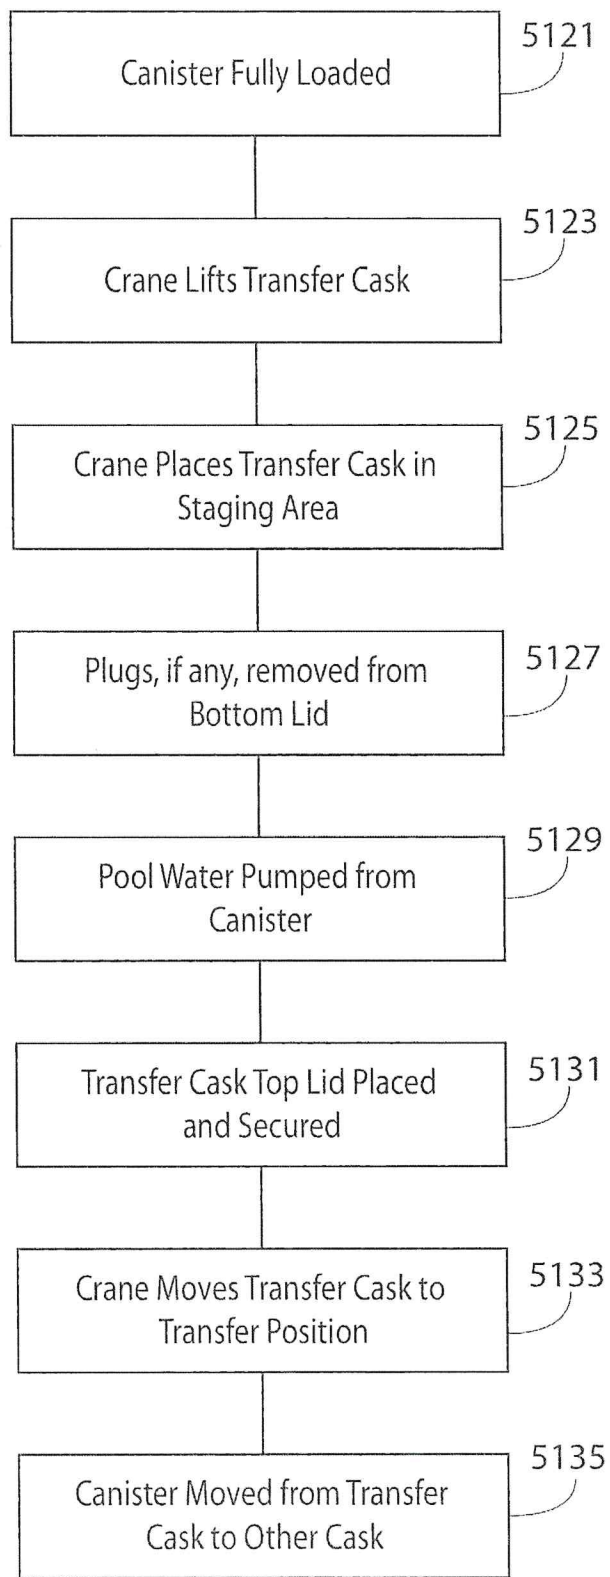 5121
Canister Fully Loaded
5123
Crane Lifts Transfer Cask
5125
Crane Places Transfer Cask in
Staging Area
5127
Plugs, if any, removed from
Bottom Lid
5129
Pool Water Pumped from
Canister
5131
Transfer Cask Top Lid Placed
and Secured
5133
Crane Moves Transfer Cask to
Transfer Position
5135
Canister Moved from Transfer
Cask to Other Cask